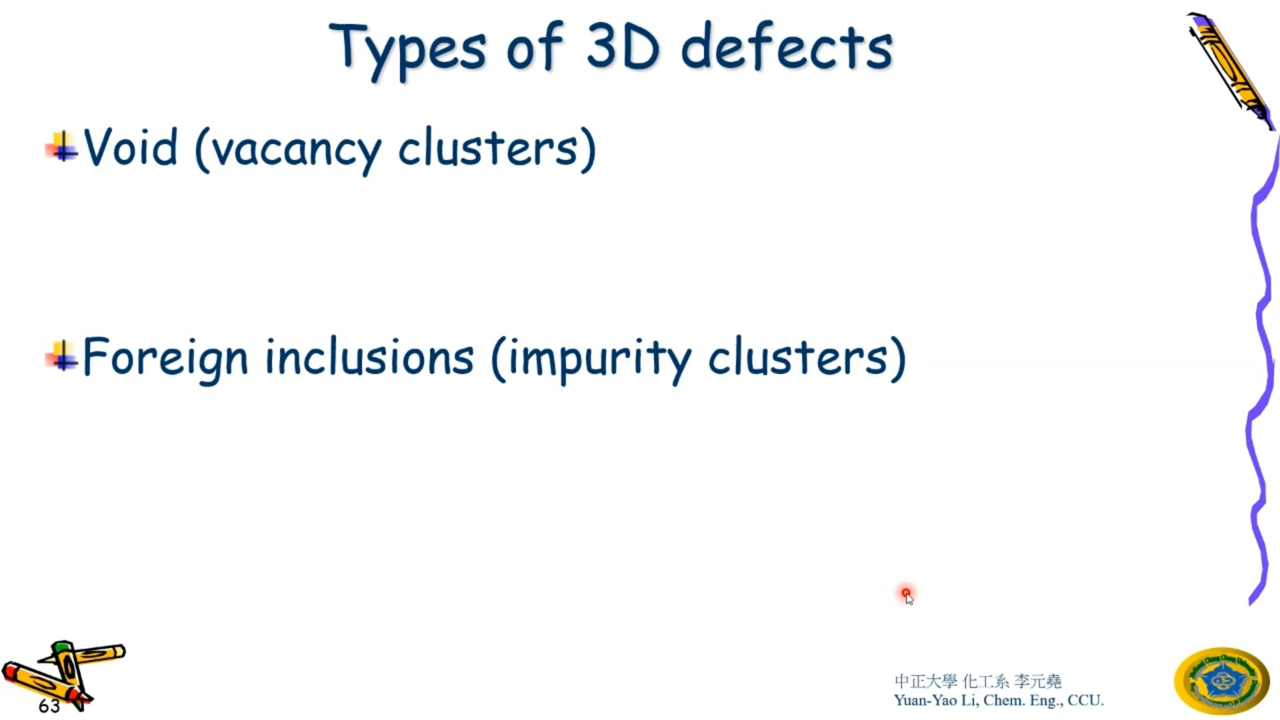 Types of 3D defects
Void (vacancy clusters)
Foreign inclusions (impurity clusters)
中正大學 化工系 李元堯
Yuan-Yao Li, Chem. Eng., CCU.
63